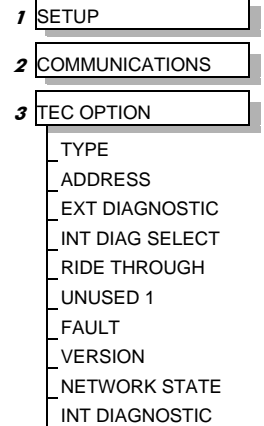 1 SETUP
2 COMMUNICATIONS
3 TEC OPTION
TYPE
ADDRESS
EXT DIAGNOSTIC
INT DIAG SELECT
RIDE THROUGH
UNUSED 1
FAULT
VERSION
NETWORK STATE
INT DIAGNOSTIC